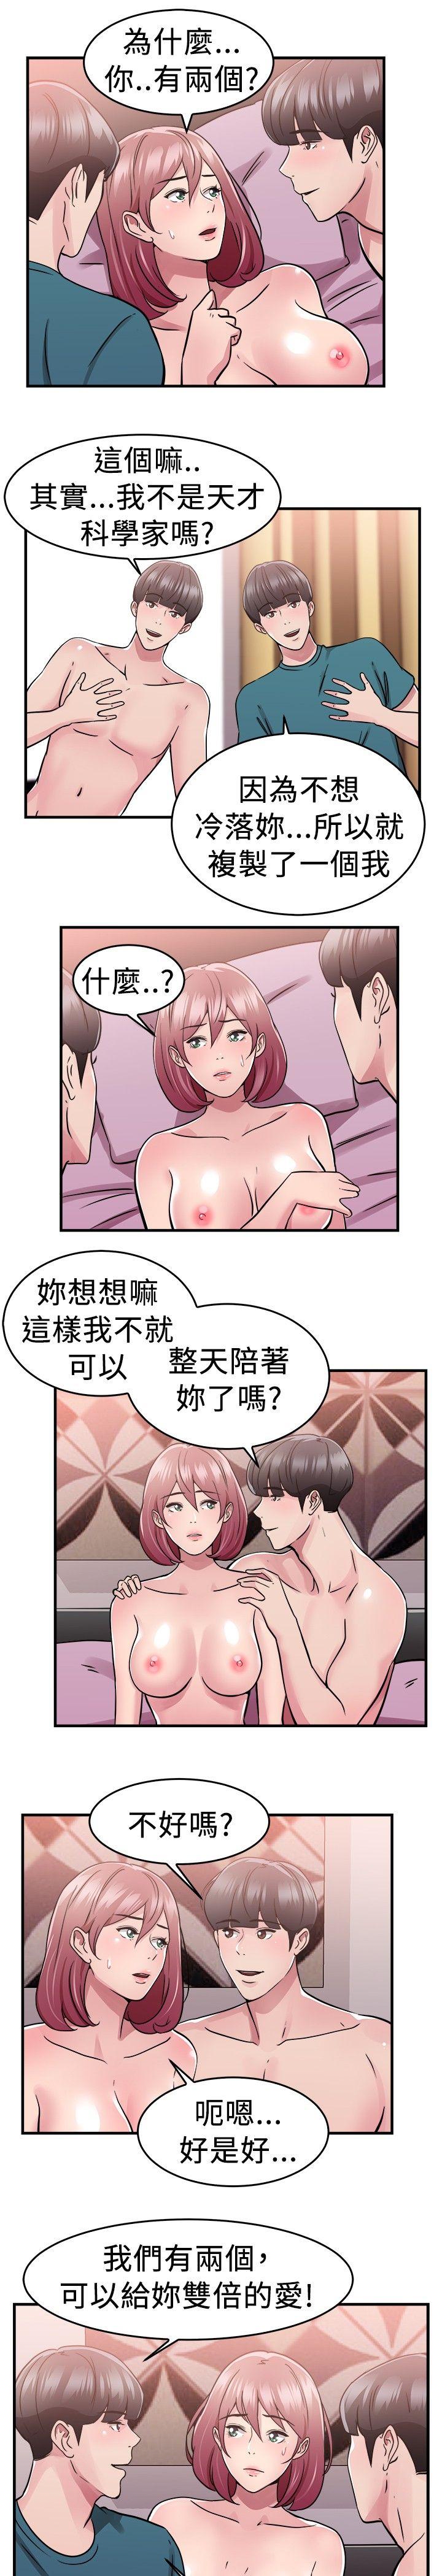 為什麼...
你..有兩個?
這個嘛..
其實...我不是天才
科學家嗎?
因為不想
冷落妳...所以就
複製了一個我
什麼..?
妳想想嘛
這樣我不就
可以
整天陪著
妳了嗎?
不好嗎?
呃嗯...
好是好...
我們有兩個,
可以給妳雙倍的愛!